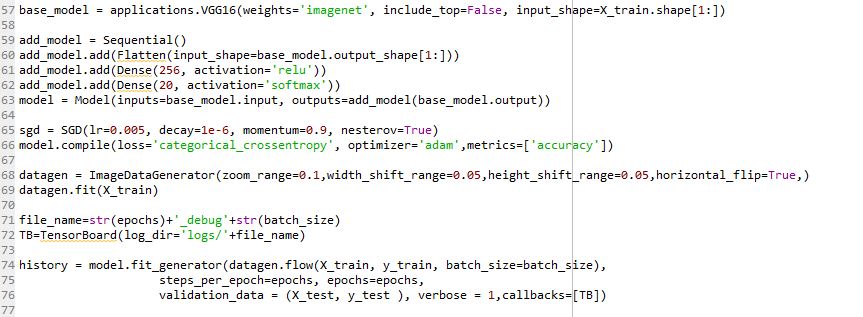 57 base_model = applications.VGG16(weights='imagenet', include_top=False, input_shape=X_train.shape[1:])
58
59 add_model = Sequential()
60 add_model.add(Flatten(input_shape=base_model.output_shape[1:]))
61 add_model.add(Dense(256, activation='relu'))
62 add_model.add(Dense(20, activation='softmax'))
63 model = Model(inputs=base_model.input, outputs=add_model(base_model.output))
64
65 sgd = SGD(lr=0.005, decay=1e-6, momentum=0.9, nesterov=True)
66 model.compile(loss='categorical_crossentropy', optimizer='adam',metrics=['accuracy'])
67
68 datagen = ImageDataGenerator(zoom_range=0.1,width_shift_range=0.05,height_shift_range=0.05,horizontal_flip=True,)
69 datagen.fit(X_train)
70
71 file_name=str(epochs)+'_debug'+str(batch_size)
72 TB=TensorBoard(log_dir='logs/'+file_name)
73
74 history = model.fit_generator(datagen.flow(X_train, y_train, batch_size=batch_size),
75                     steps_per_epoch=epochs, epochs=epochs,
76                     validation_data = (X_test, y_test ), verbose = 1,callbacks=[TB])
77